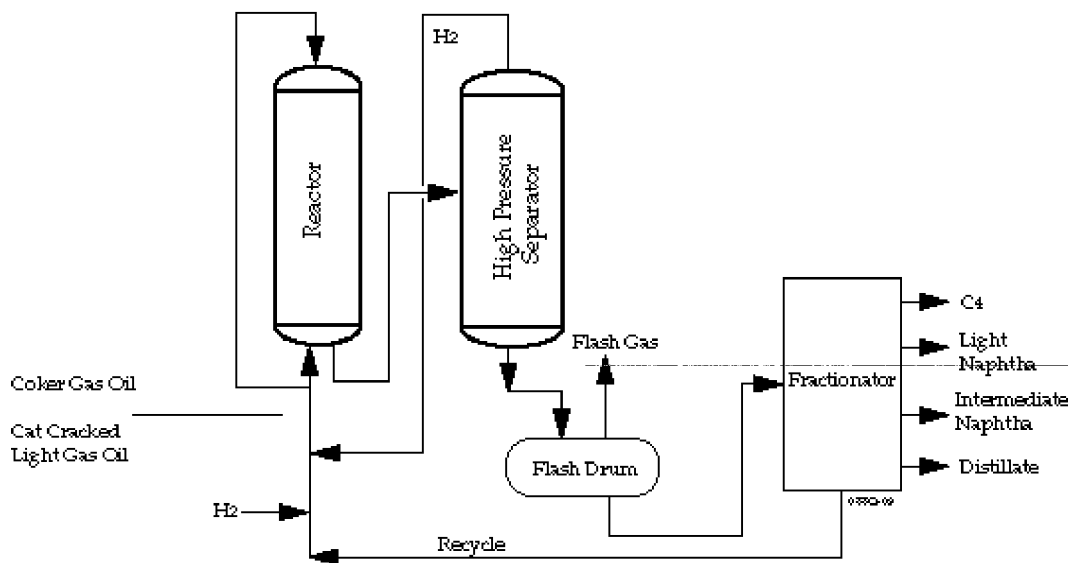 H2
Reactor
High Pressure
Separator
C4
Flash Gas
Light
Naphtha
Fractionator
Coker Gas Oil
Intermediate
Naphtha
Cat Cracked
Light Gas Oil
Flash Drum
Distillate
H2
Recycle